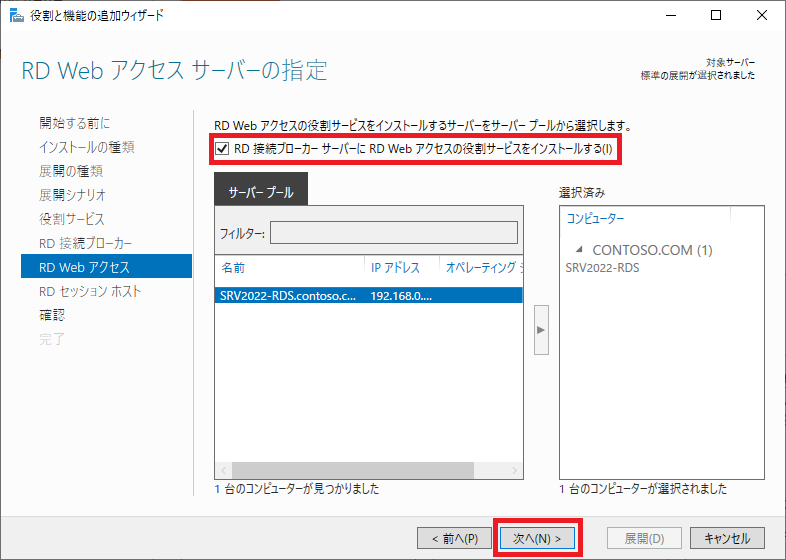 役割と機能の追加ウィザード
RD Web アクセス サーバーの指定
対象サーバー
標準の展開が選択されました
開始する前に
インストールの種類
展開の種類
展開シナリオ
役割サービス
RD 接続ブローカー
RD Web アクセス
RD セッション ホスト
確認
完了
RD Web アクセスの役割サービスをインストールするサーバーをサーバー プールから選択します。
RD 接続ブローカー サーバーに RD Web アクセスの役割サービスをインストールする(I)
サーバー プール
フィルター:
名前 IP アドレス オペレーティング シ
SRV2022-RDS.contoso.c... 192.168.0....
1 台のコンピューターが見つかりました
選択済み
コンピューター
CONTOSO.COM (1)
SRV2022-RDS
1 台のコンピューターが選択されました
< 前へ(P) 次へ(N) > 展開(D) キャンセル